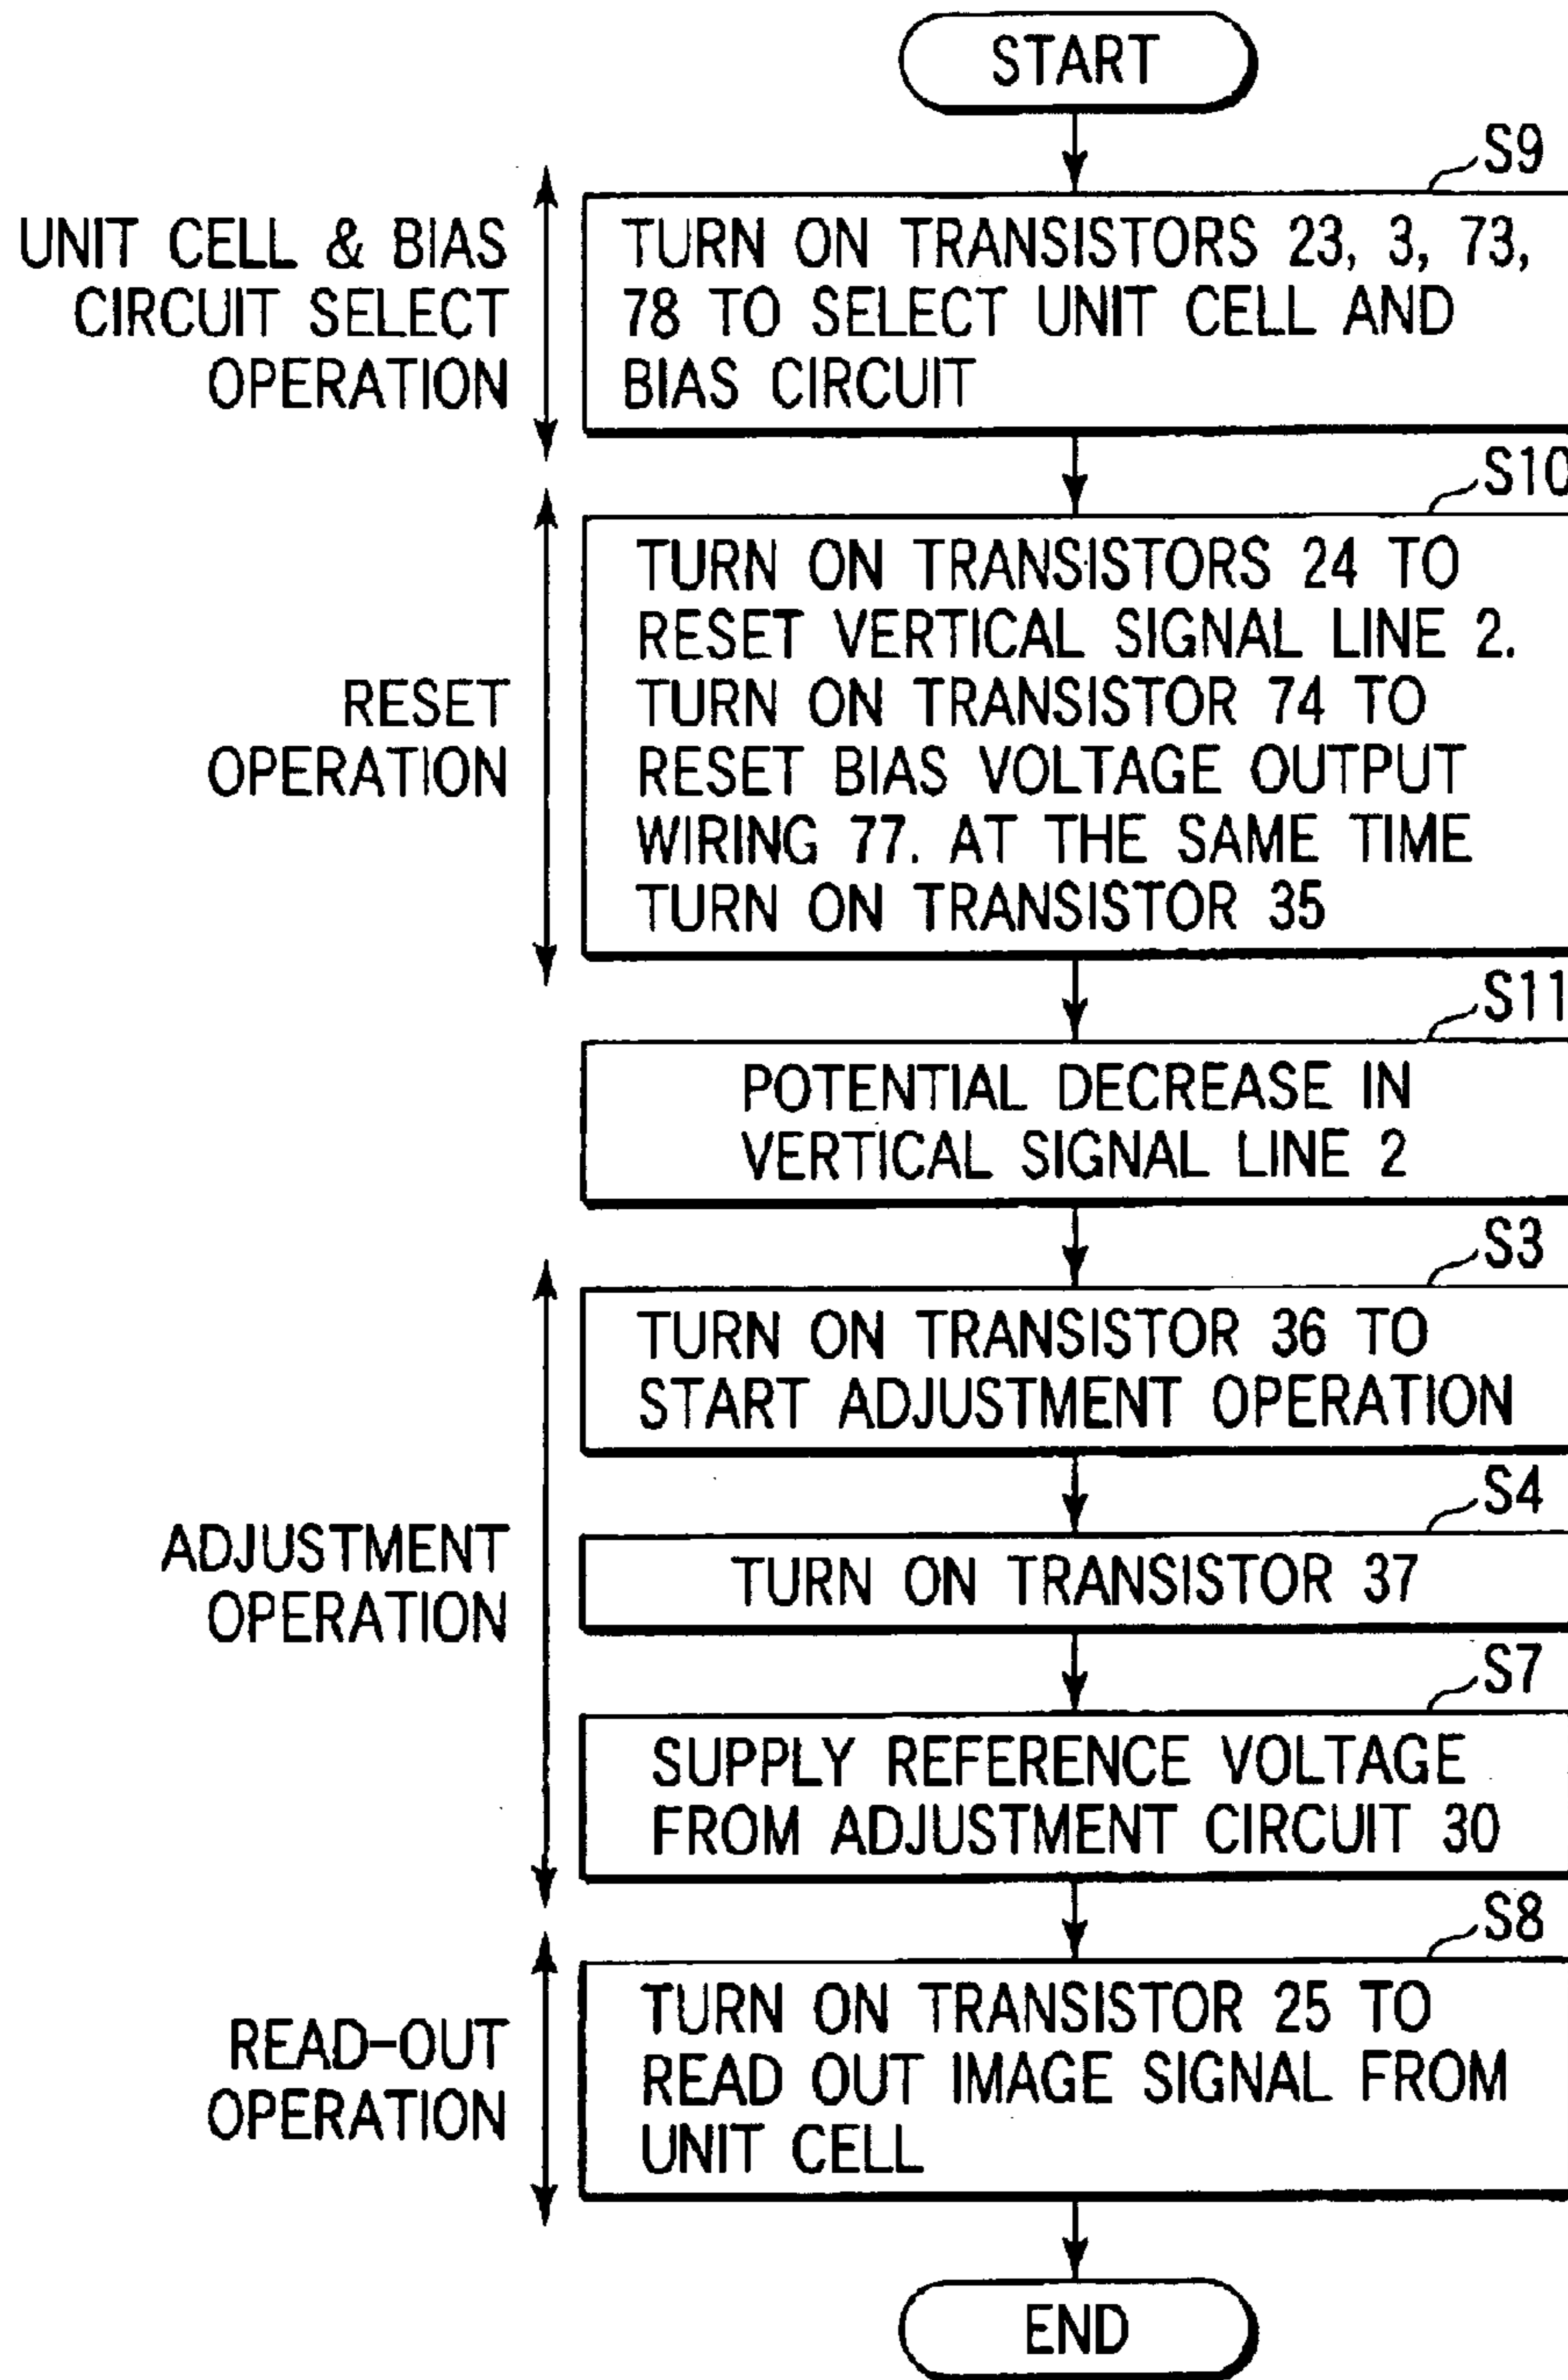 START
S9
UNIT CELL & BIAS
CIRCUIT SELECT
OPERATION
TURN ON TRANSISTORS 23, 3, 73,
78 TO SELECT UNIT CELL AND
BIAS CIRCUIT
S10
RESET
OPERATION
TURN ON TRANSISTORS 24 TO
RESET VERTICAL SIGNAL LINE 2.
TURN ON TRANSISTOR 74 TO
RESET BIAS VOLTAGE OUTPUT
WIRING 77. AT THE SAME TIME
TURN ON TRANSISTOR 35
S11
POTENTIAL DECREASE IN
VERTICAL SIGNAL LINE 2
S3
ADJUSTMENT
OPERATION
TURN ON TRANSISTOR 36 TO
START ADJUSTMENT OPERATION
S4
TURN ON TRANSISTOR 37
S7
SUPPLY REFERENCE VOLTAGE
FROM ADJUSTMENT CIRCUIT 30
S8
READ-OUT
OPERATION
TURN ON TRANSISTOR 25 TO
READ OUT IMAGE SIGNAL FROM
UNIT CELL
END